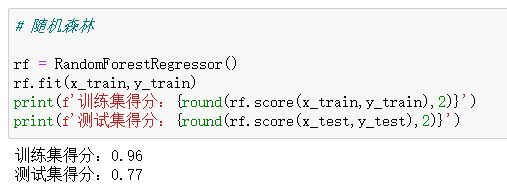 # 随机森林
rf = RandomForestRegressor()
rf.fit(x_train,y_train)
print(f'训练集得分：{round(rf.score(x_train,y_train),2)}')
print(f'测试集得分：{round(rf.score(x_test,y_test),2)}')
训练集得分：0.96
测试集得分：0.77